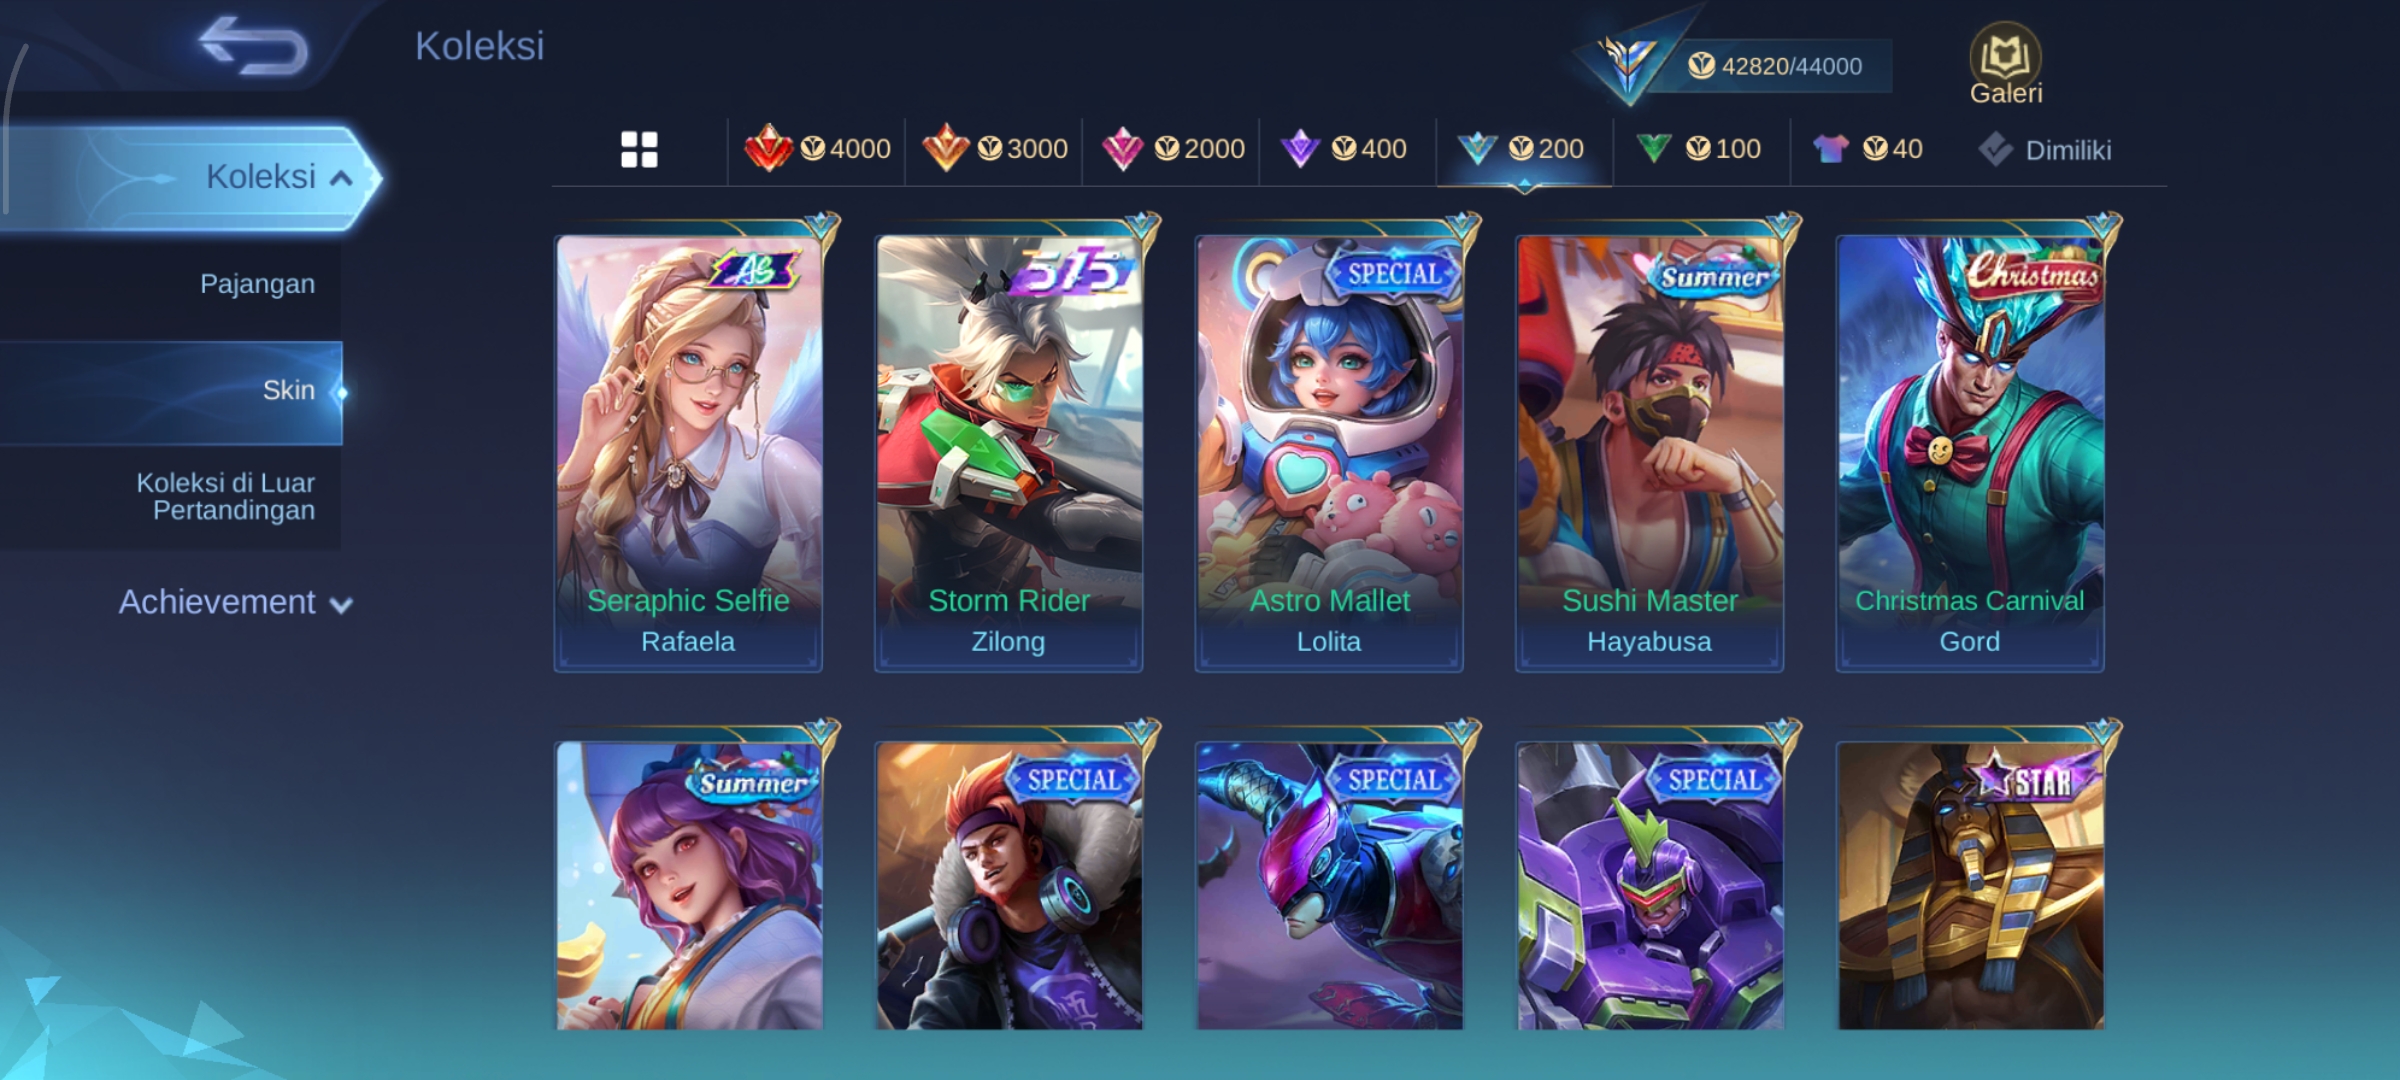 Koleksi
42820/44000
Galeri
4000
3000
2000
400
200
100
40
Dimiliki
Koleksi
Pajangan
Skin
Koleksi di Luar
Pertandingan
Achievement
AS
515
SPECIAL
Summer
Christmas
Seraphic Selfie
Rafaela
Storm Rider
Zilong
Astro Mallet
Lolita
Sushi Master
Hayabusa
Christmas Carnival
Gord
Summer
SPECIAL
SPECIAL
SPECIAL
STAR